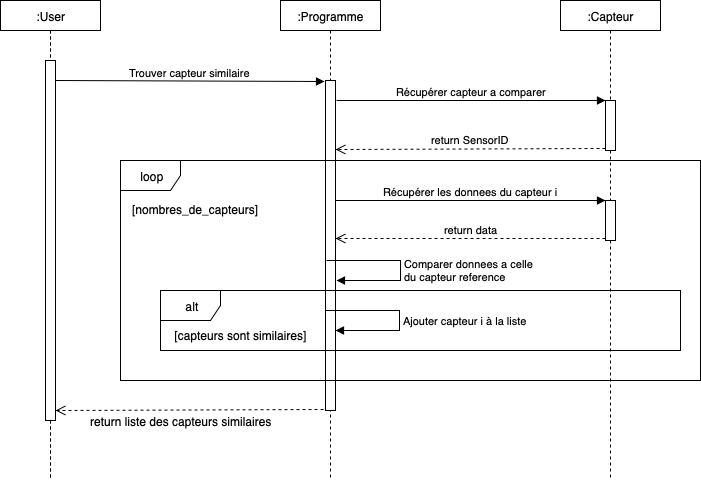 :User
:Programme
:Capteur
Trouver capteur similaire
Récupérer capteur a comparer
return SensorID
loop
[nombres_de_capteurs]
Récupérer les donnees du capteur i
return data
Comparer donnees a celle
du capteur reference
alt
[capteurs sont similaires]
Ajouter capteur i à la liste
return liste des capteurs similaires